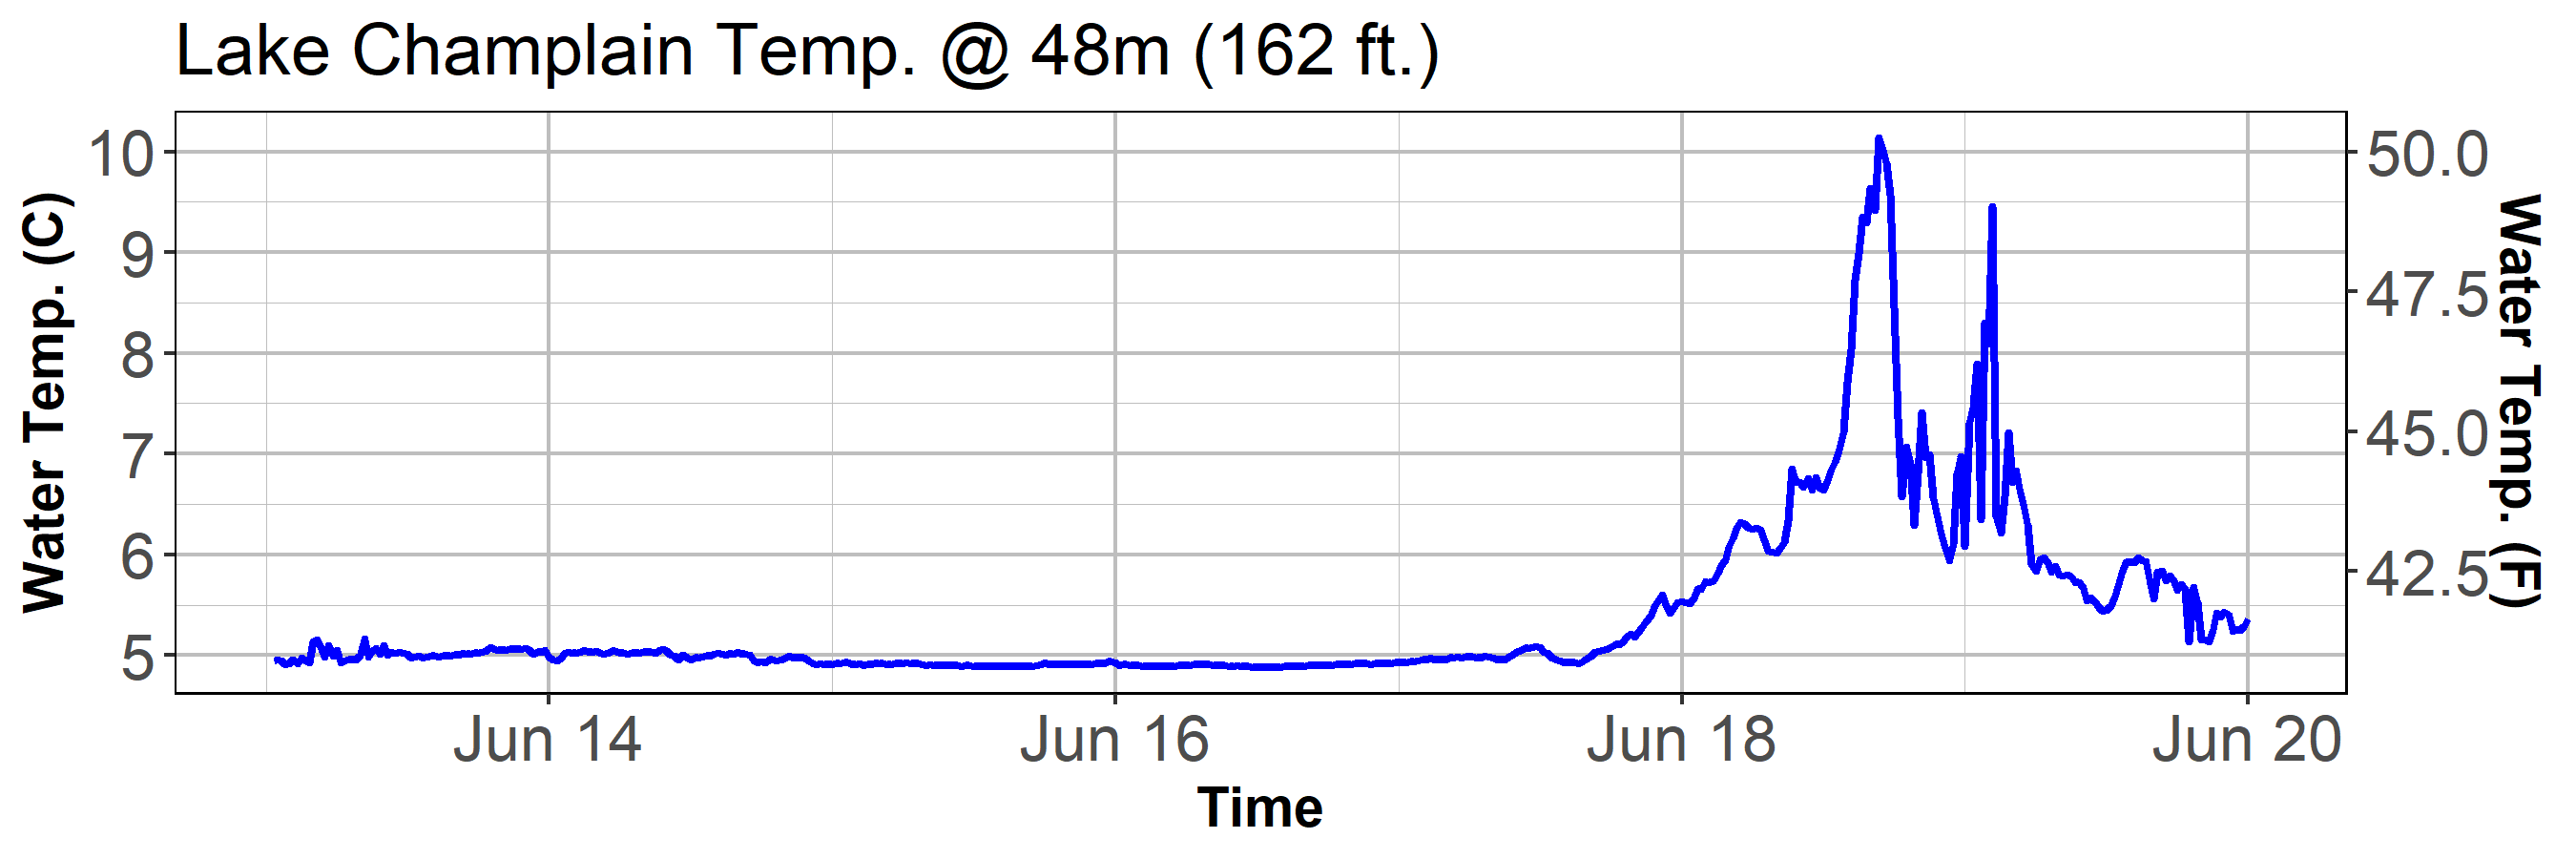 Lake Champlain Temp. @ 48m (162 ft.)
Water Temp. (C)
10
9
8
7
6
5
50.0
47.5
45.0
42.5
Water Temp. (F)
Jun 14
Jun 16
Jun 18
Jun 20
Time